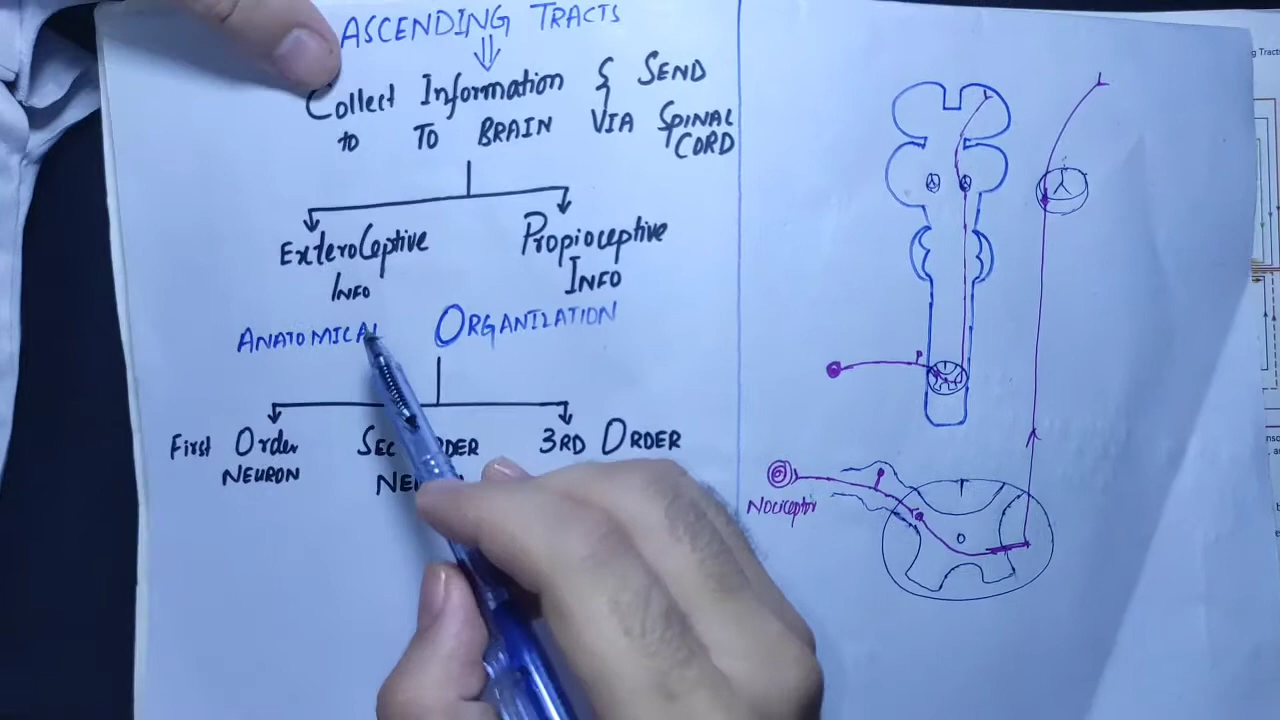 ASCENDING TRACTS
Collect Information & SEND
to TO BRAIN VIA SPINAL
CORD
ExteroCeptive
INFO
Propioceptive
INFO
ANATOMICAL ORGANIZATION
First Order
NEURON
3RD ORDER
Nociceptor
g Tracts